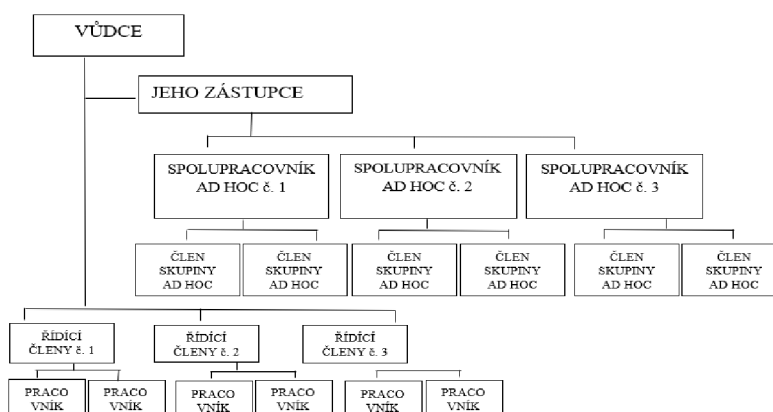 VŮDCE
JEHO ZÁSTUPCE
SPOLUPRACOVNÍK
AD HOC č. 1
SPOLUPRACOVNÍK
AD HOC č. 2
SPOLUPRACOVNÍK
AD HOC č. 3
ČLEN
SKUPINY
AD HOC
ČLEN
SKUPINY
AD HOC
ČLEN
SKUPINY
AD HOC
ČLEN
SKUPINY
AD HOC
ČLEN
SKUPINY
AD HOC
ČLEN
SKUPINY
AD HOC
ŘÍDÍCÍ
ČLENY č. 1
ŘÍDÍCÍ
ČLENY č. 2
ŘÍDÍCÍ
ČLENY č. 3
PRACO
VNÍK
PRACO
VNÍK
PRACO
VNÍK
PRACO
VNÍK
PRACO
VNÍK
PRACO
VNÍK